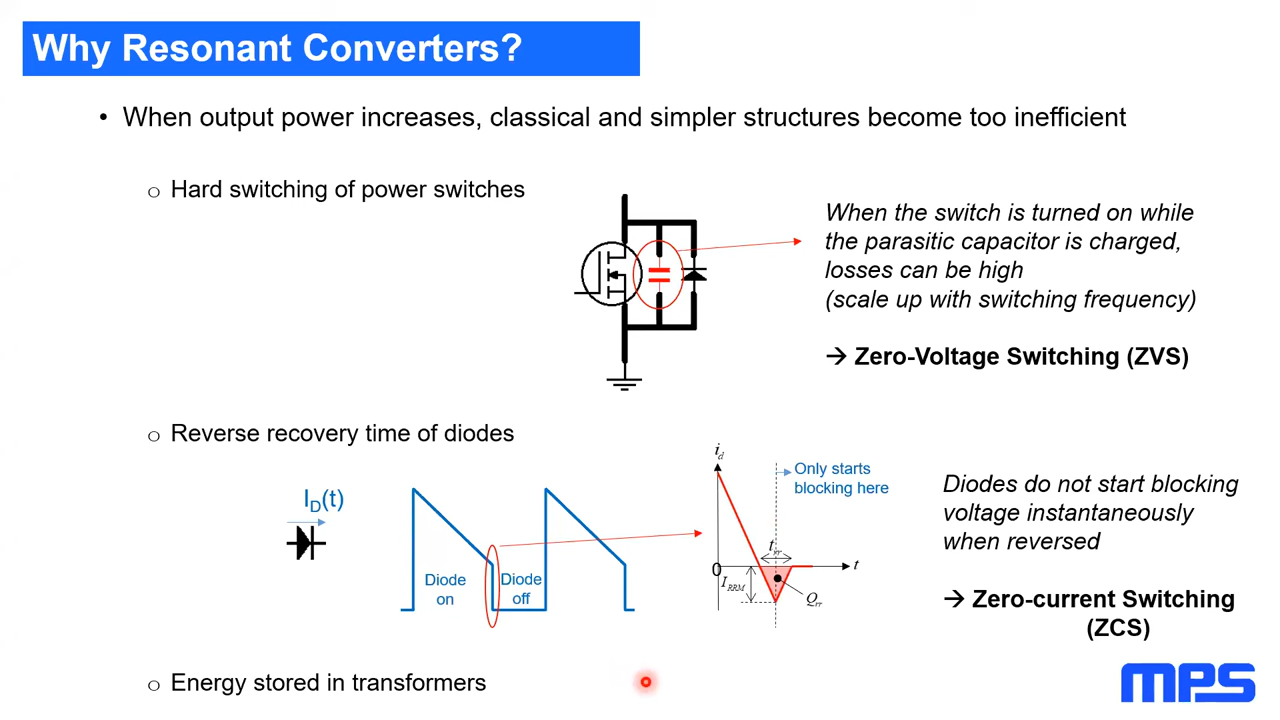 Why Resonant Converters?
• When output power increases, classical and simpler structures become too inefficient
o Hard switching of power switches
When the switch is turned on while
the parasitic capacitor is charged,
losses can be high
(scale up with switching frequency)
→ Zero-Voltage Switching (ZVS)
o Reverse recovery time of diodes
I_D(t)
Diode
on
Diode
off
i_d
Only starts
blocking here
t_rr
0
t
I_RRM
Q_rr
Diodes do not start blocking
voltage instantaneously
when reversed
→ Zero-current Switching
(ZCS)
o Energy stored in transformers
mps